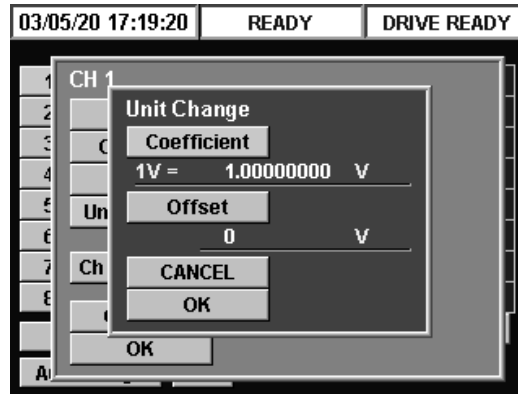 03/05/20 17:19:20 READY DRIVE READY
CH 1
Unit Change
Coefficient
1V = 1.00000000 V
Offset
0 V
CANCEL
OK
1
2
3
4
5
6
7
8
Un
Ch
OK